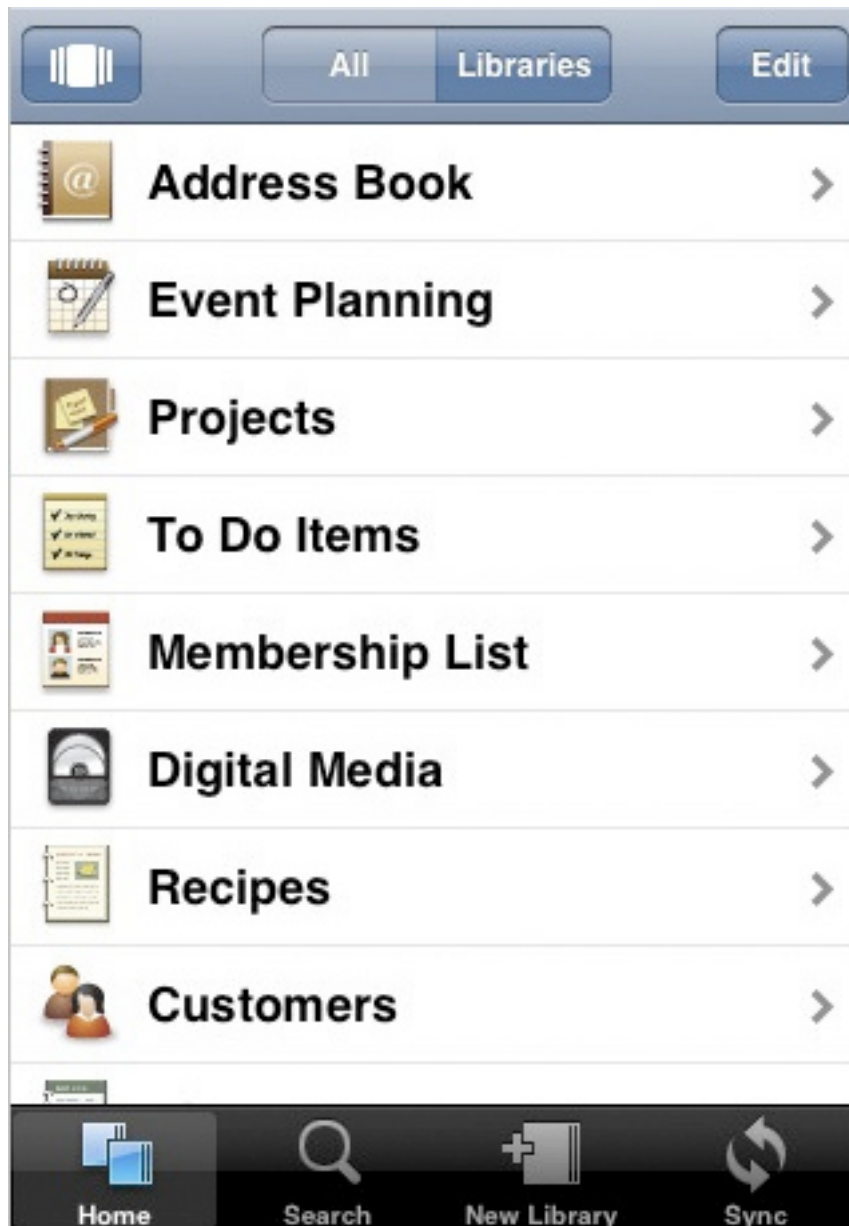 All
Libraries
Edit
@
Address Book
Event Planning
Projects
To Do Items
Membership List
Digital Media
Recipes
Customers
Home
Search
New Library
Sync